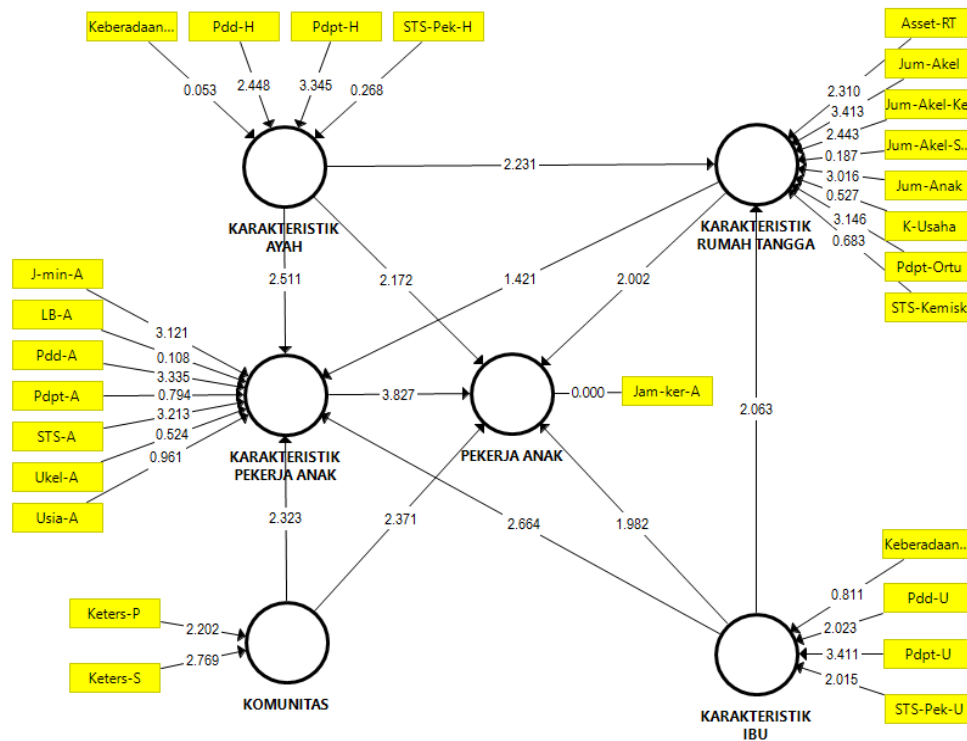 Keberadaan...
Pdd-H
Pdpt-H
STS-Pek-H
0.053
2.448
3.345
0.268
Asset-RT
Jum-Akel
Jum-Akel-Ke
Jum-Akel-S...
Jum-Anak
K-Usaha
Pdpt-Ortu
STS-Kemisk
2.310
3.413
2.443
0.187
3.016
0.527
3.146
0.683
KARAKTERISTIK
AYAH
KARAKTERISTIK
RUMAH TANGGA
2.231
2.511
2.172
1.421
2.002
2.063
J-min-A
LB-A
Pdd-A
Pdpt-A
STS-A
Ukel-A
Usia-A
3.121
0.108
3.335
0.794
3.213
0.524
0.961
KARAKTERISTIK
PEKERJA ANAK
3.827
PEKERJA ANAK
0.000
Jam-ker-A
2.323
2.371
2.664
1.982
Keters-P
Keters-S
2.202
2.769
KOMUNITAS
Keberadaan...
Pdd-U
Pdpt-U
STS-Pek-U
0.811
2.023
3.411
2.015
KARAKTERISTIK
IBU